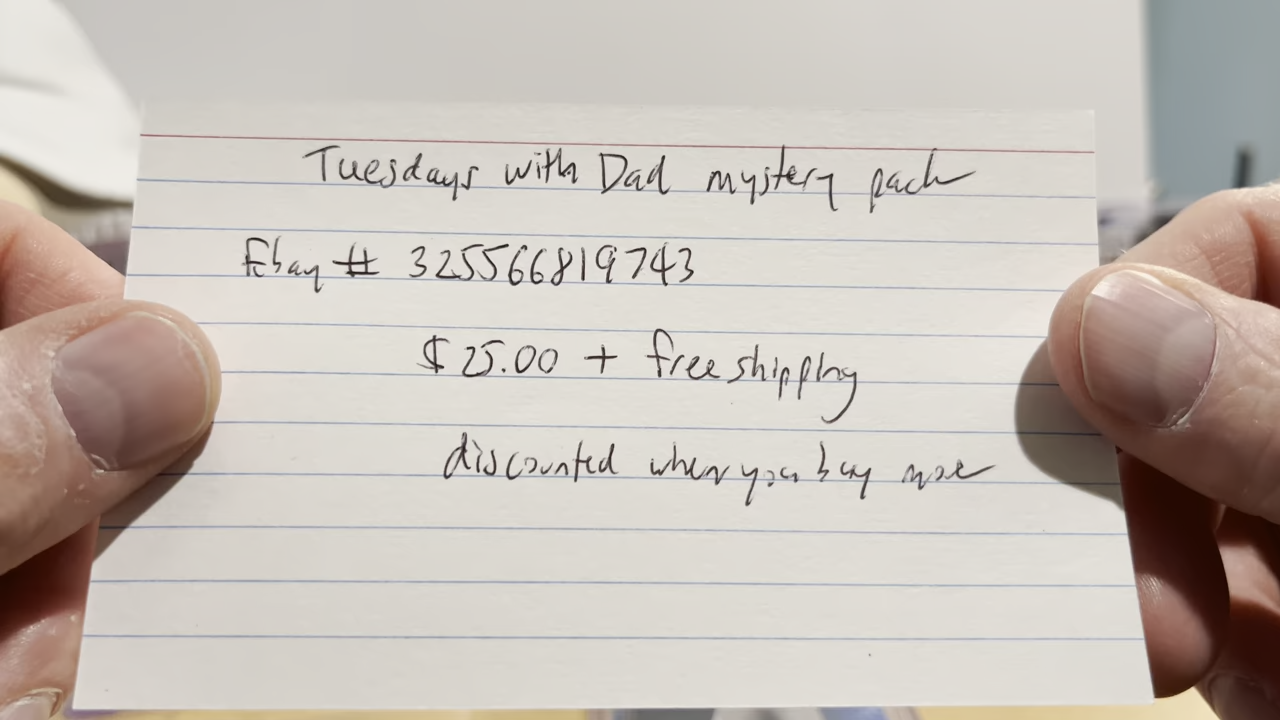 Tuesdays with Dad mystery pack
Ebay # 325566819743
$25.00 + free shipping
discounted when you buy more